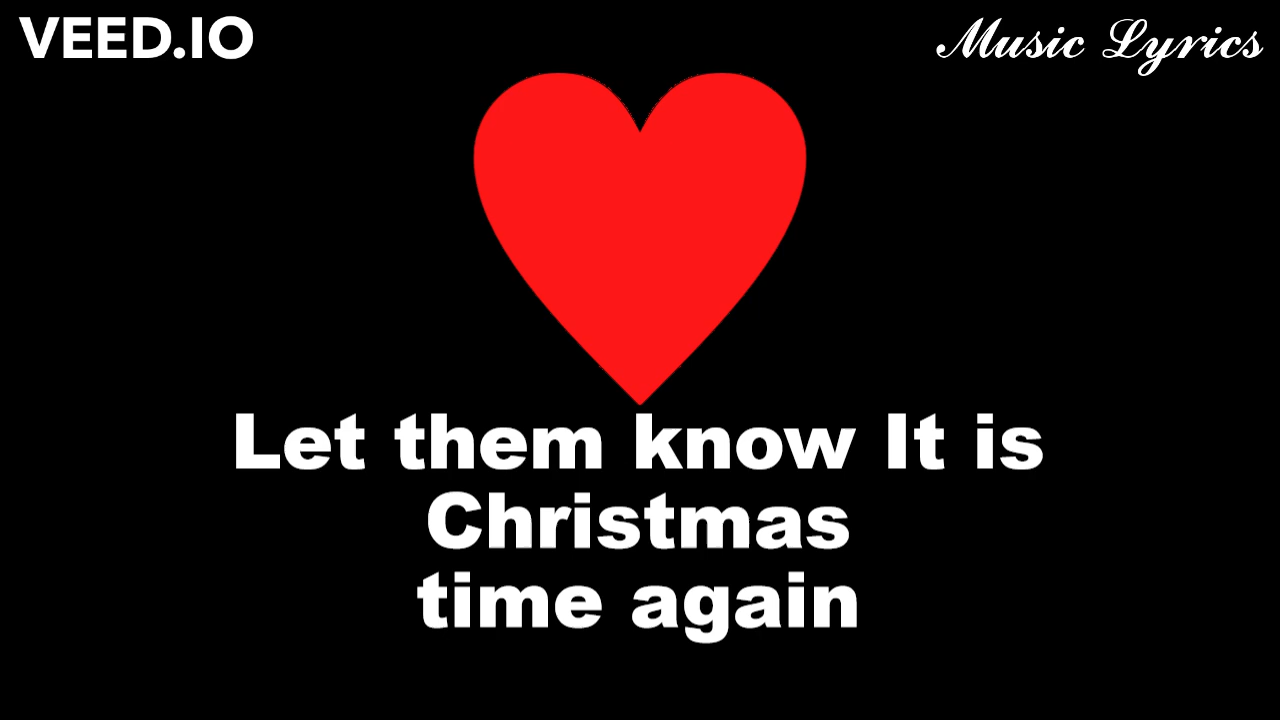 VEED.IO
Music Lyrics
Let them know It is
Christmas
time again